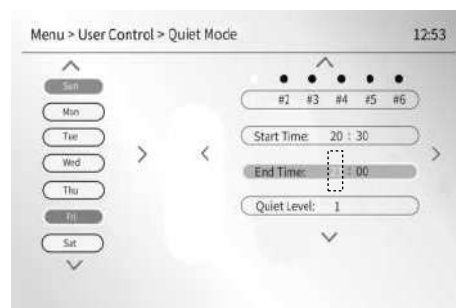 Menu > User Control > Quiet Mode
12:53
Sun
Mon
Tue
Wed
Thu
Fri
Sat
#2 #3 #4 #5 #6
Start Time: 20 : 30
End Time: : 00
Quiet Level: 1